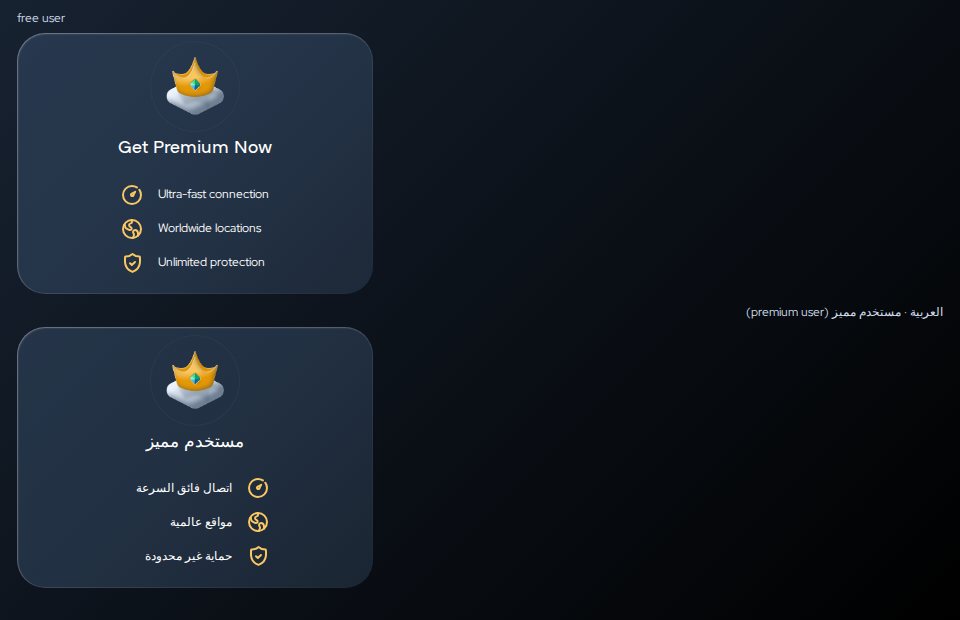 free user
Get Premium Now
Ultra-fast connection
Worldwide locations
Unlimited protection
العربية · مستخدم مميز (premium user)
مستخدم مميز
اتصال فائق السرعة
مواقع عالمية
حماية غير محدودة